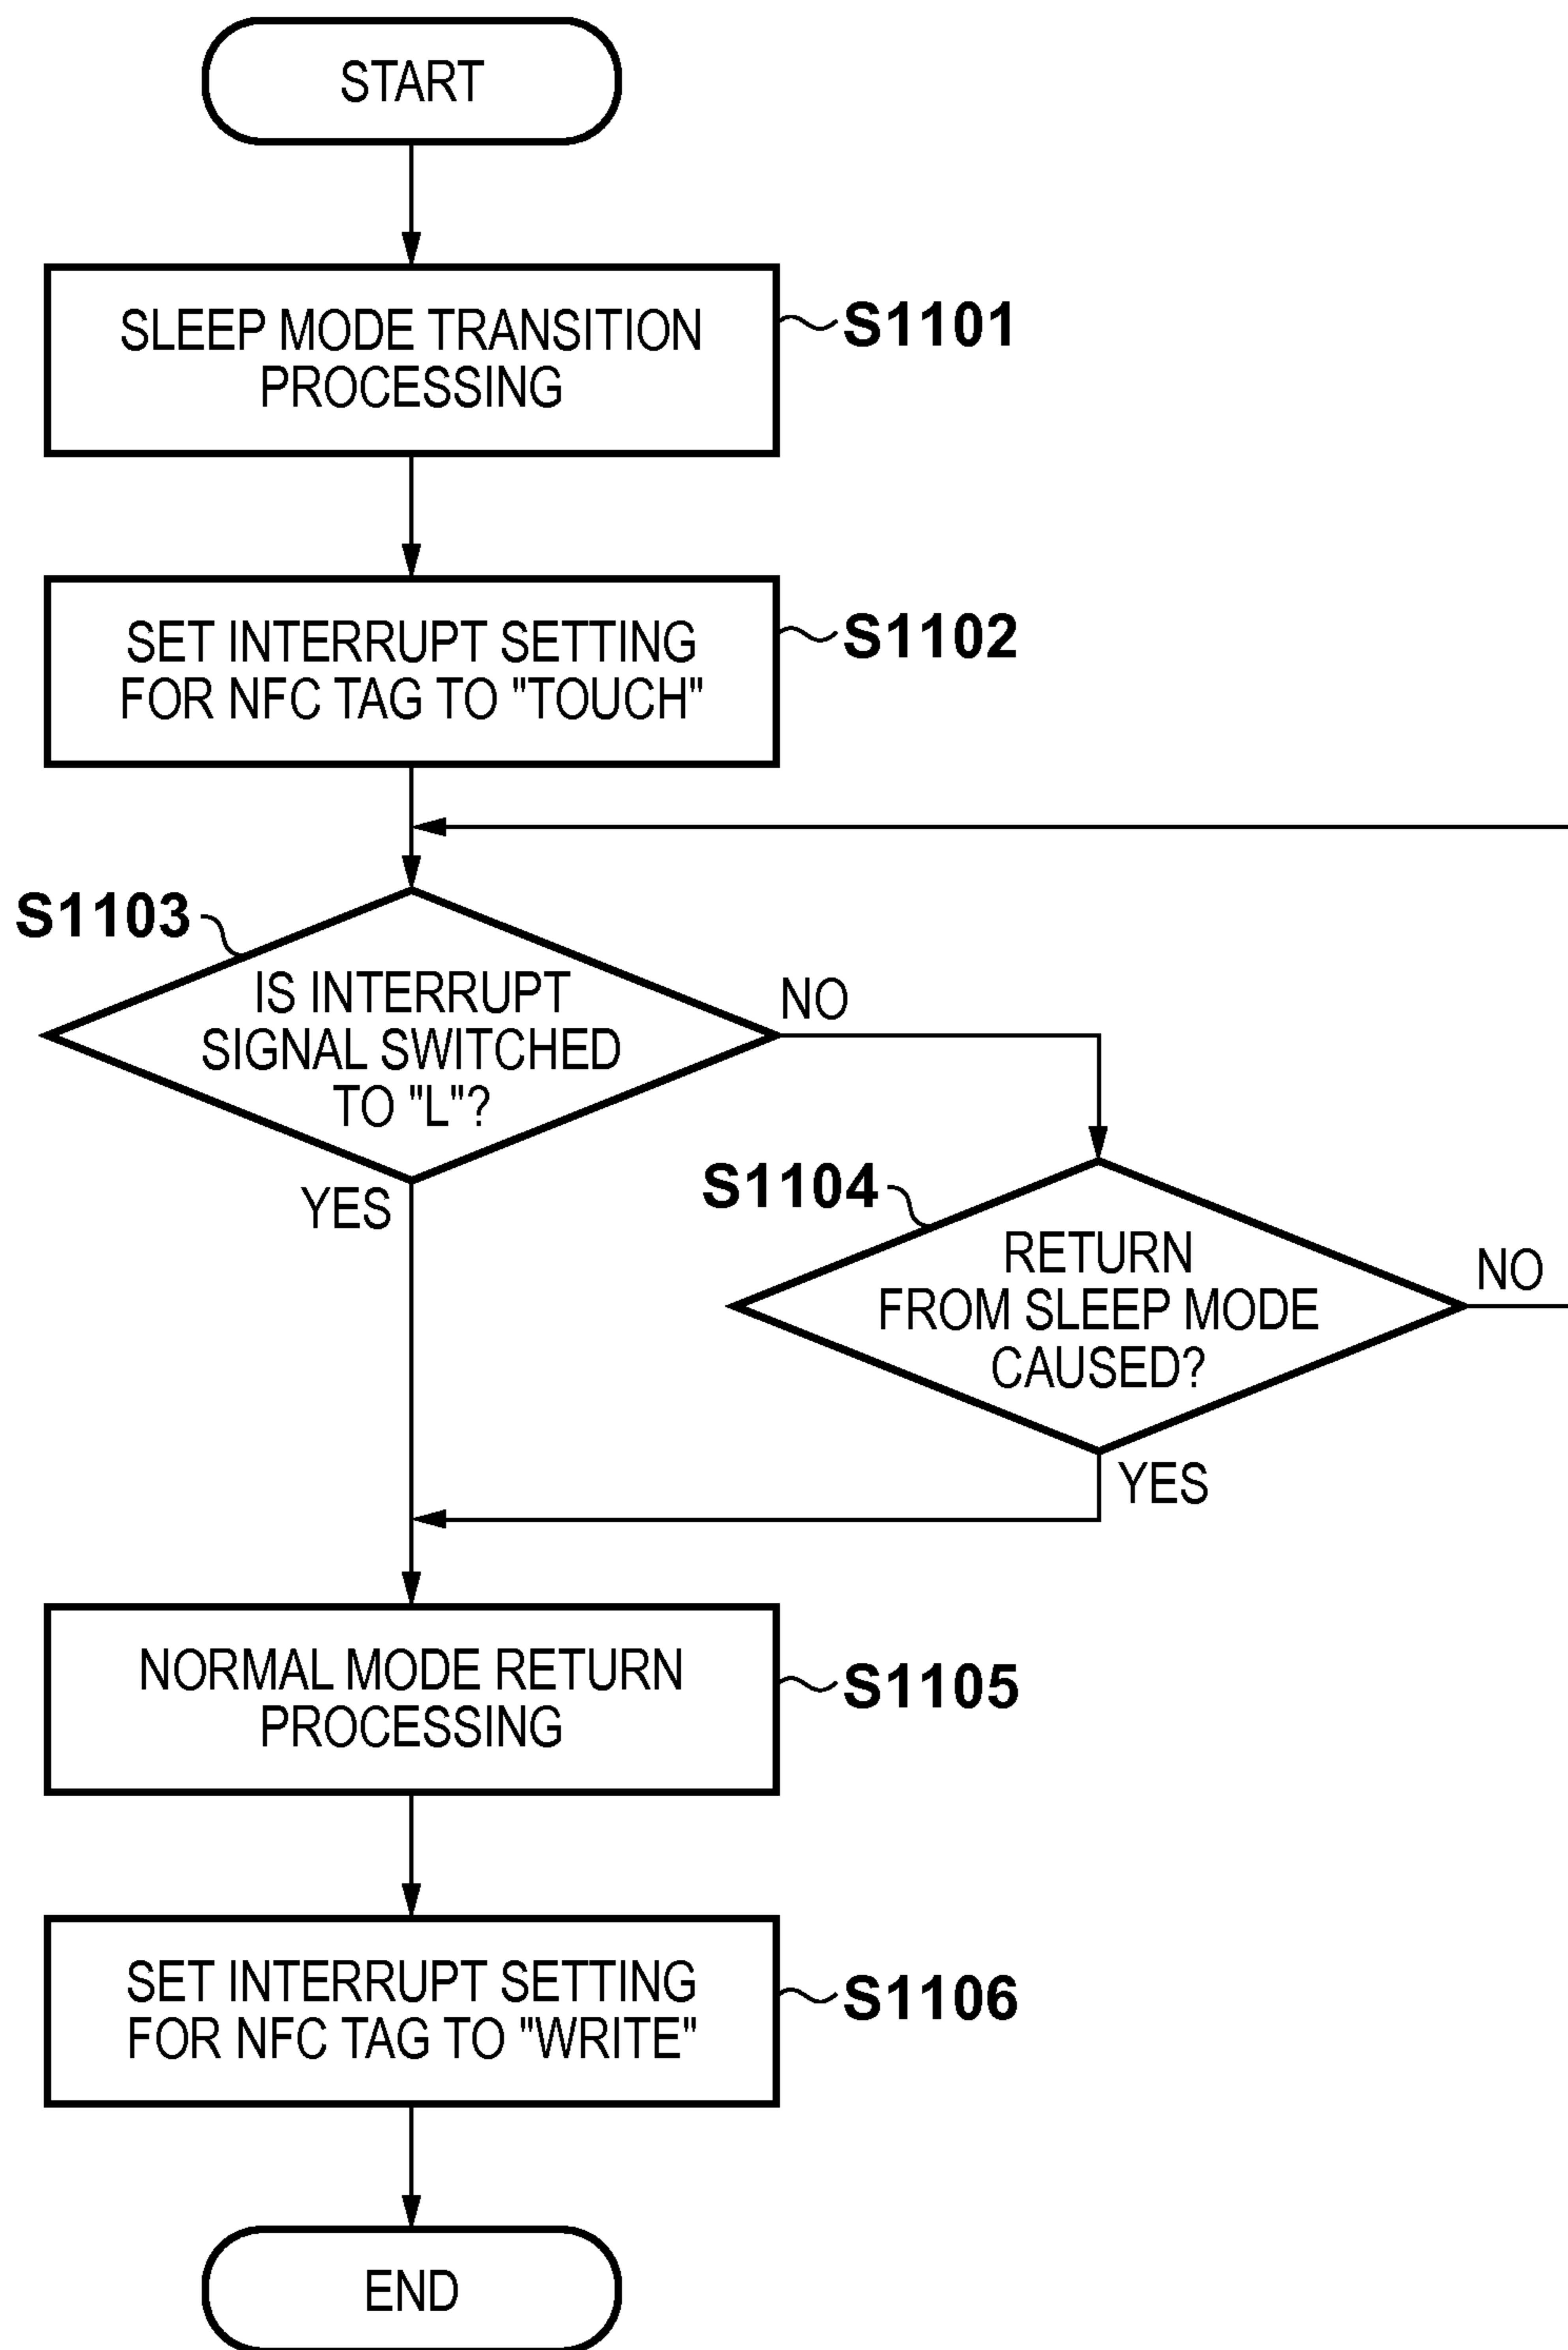 START
SLEEP MODE TRANSITION
PROCESSING
S1101
SET INTERRUPT SETTING
FOR NFC TAG TO "TOUCH"
S1102
S1103
IS INTERRUPT
SIGNAL SWITCHED
TO "L"?
NO
YES
S1104
RETURN
FROM SLEEP MODE
CAUSED?
NO
YES
NORMAL MODE RETURN
PROCESSING
S1105
SET INTERRUPT SETTING
FOR NFC TAG TO "WRITE"
S1106
END